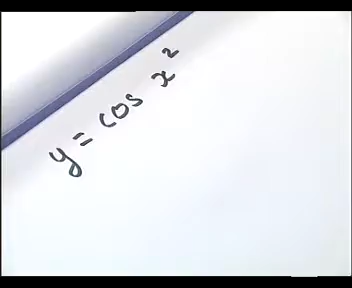 y = cos x²